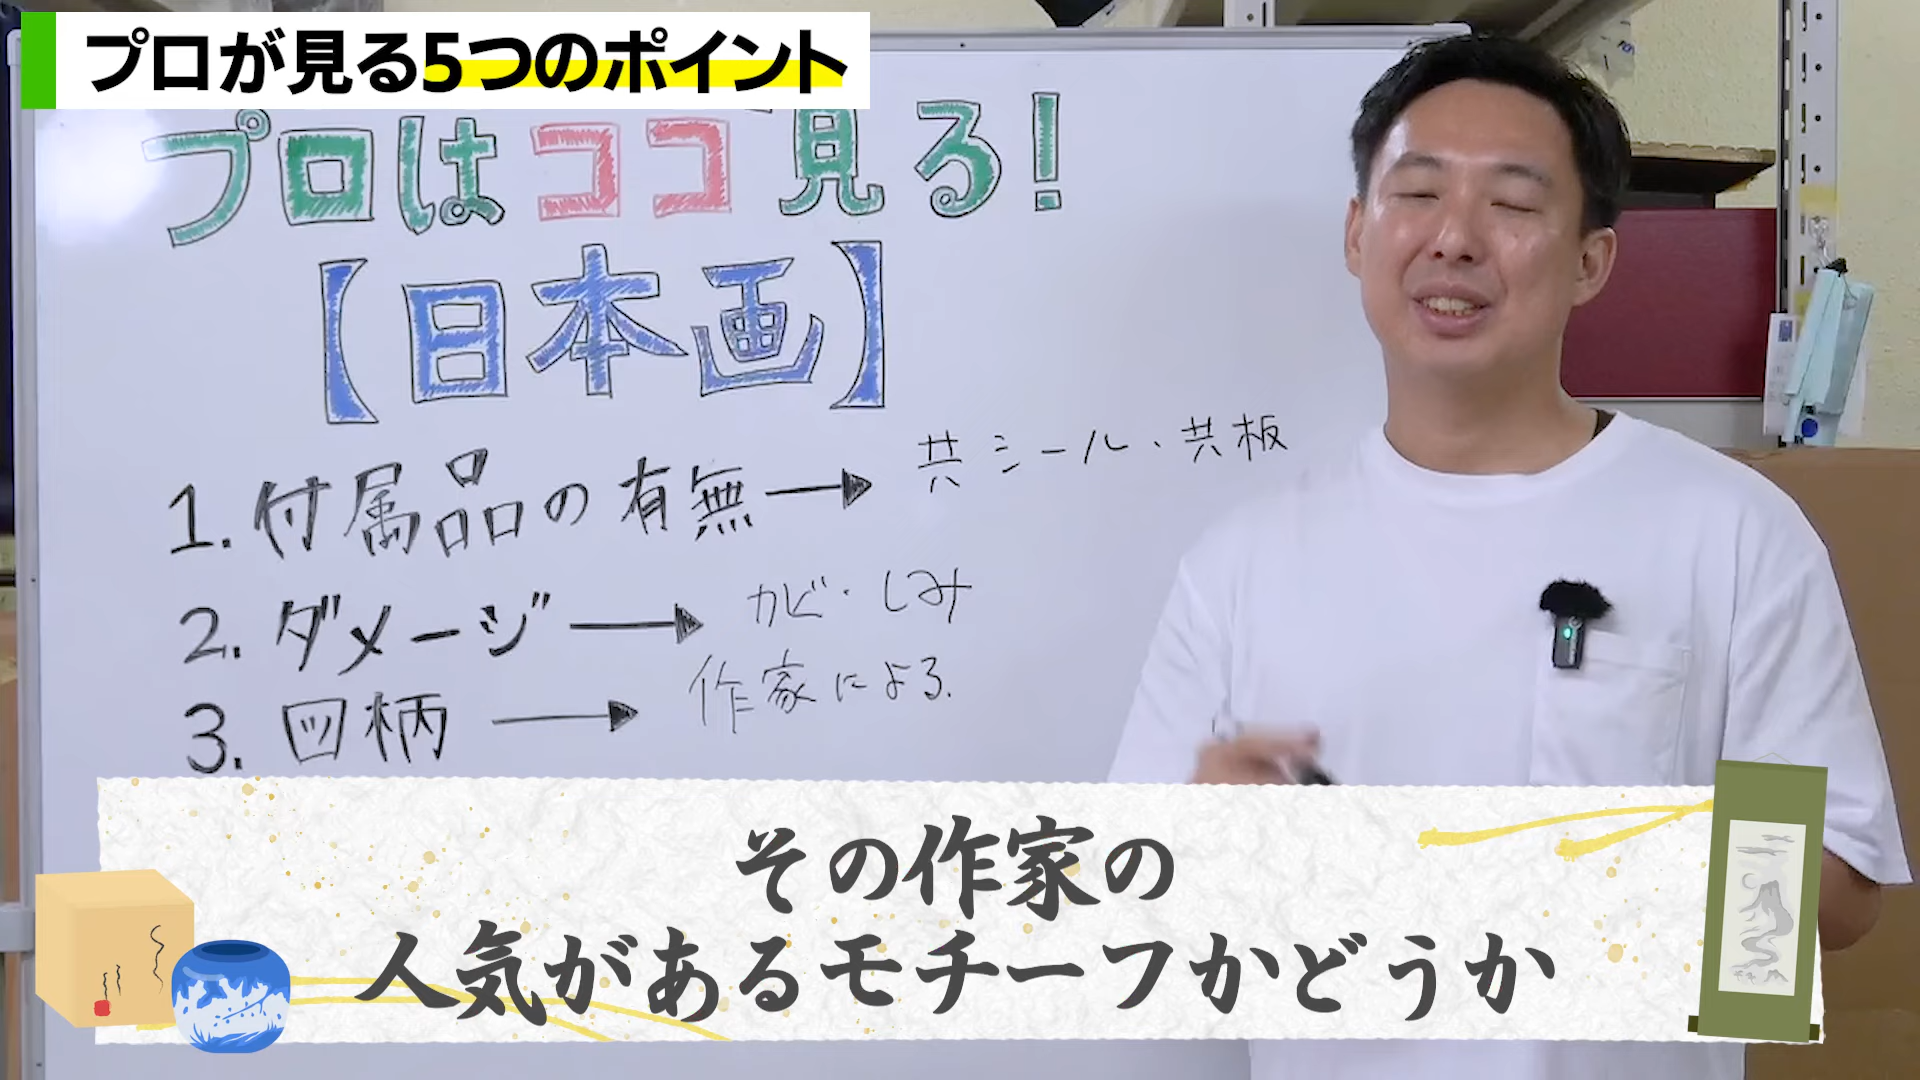 プロが見る5つのポイント
プロはココ見る!
【日本画】
1. 付属品の有無 → 共シール・共板
2. ダメージ → カビ・しみ
3. 図柄 → 作家による.
その作家の
人気があるモチーフかどうか